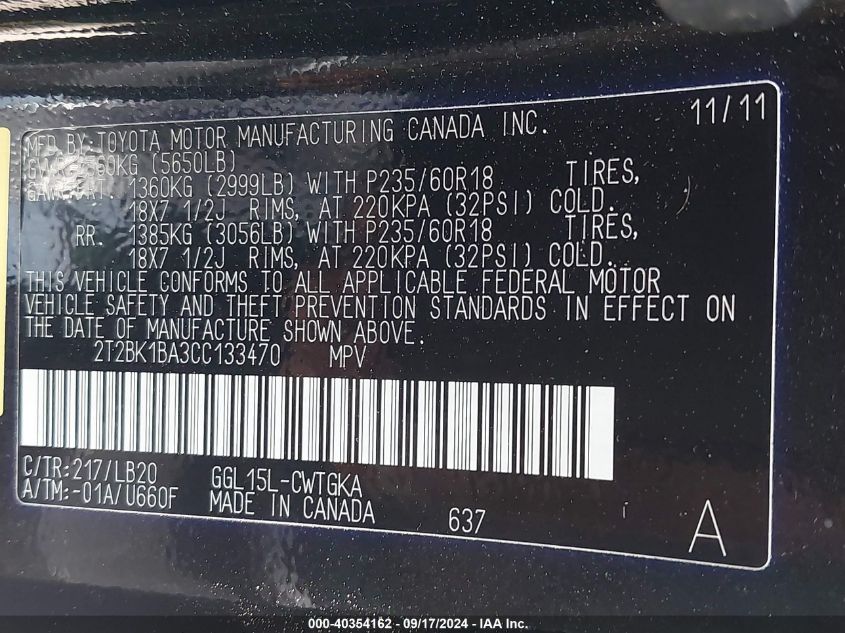 11/11
MFD BY:TOYOTA MOTOR MANUFACTURING CANADA INC.
(5650LB)
1360KG (2999LB) WITH P235/60R18 TIRES,
18X7 1/2J RIMS, AT 220KPA (32PSI) COLD.
RR. 1385KG (3056LB) WITH P235/60R18 TIRES,
18X7 1/2J RIMS, AT 220KPA (32PSI) COLD.
THIS VEHICLE CONFORMS TO ALL APPLICABLE FEDERAL MOTOR
VEHICLE SAFETY AND THEFT PREVENTION STANDARDS IN EFFECT ON
THE DATE OF MANUFACTURE SHOWN ABOVE.
2T2BK1BA3CC133470 MPV
C/TR:217/LB20 GGL15L-CWTGKA
A/TM:-01A/U660F MADE IN CANADA 637 A
000-40354162 - 09/17/2024 - IAA Inc.